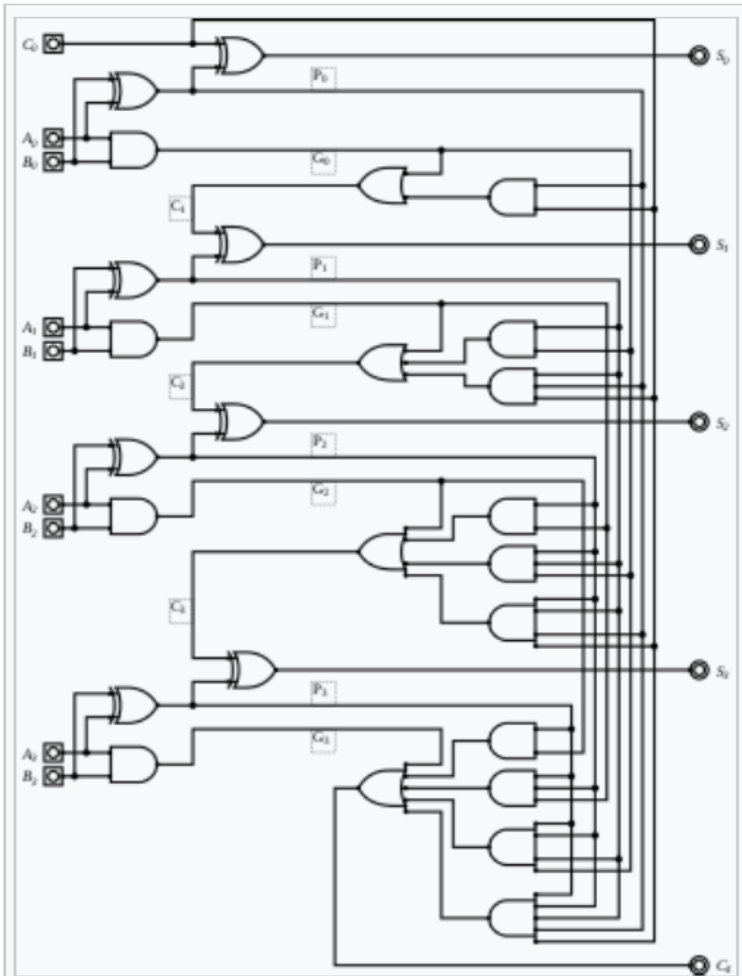 C₀
S₀
P₀
A₀
B₀
G₀
C₁
S₁
P₁
G₁
A₁
B₁
C₂
S₂
P₂
G₂
A₂
B₂
C₃
S₃
P₃
G₃
A₃
B₃
C₄